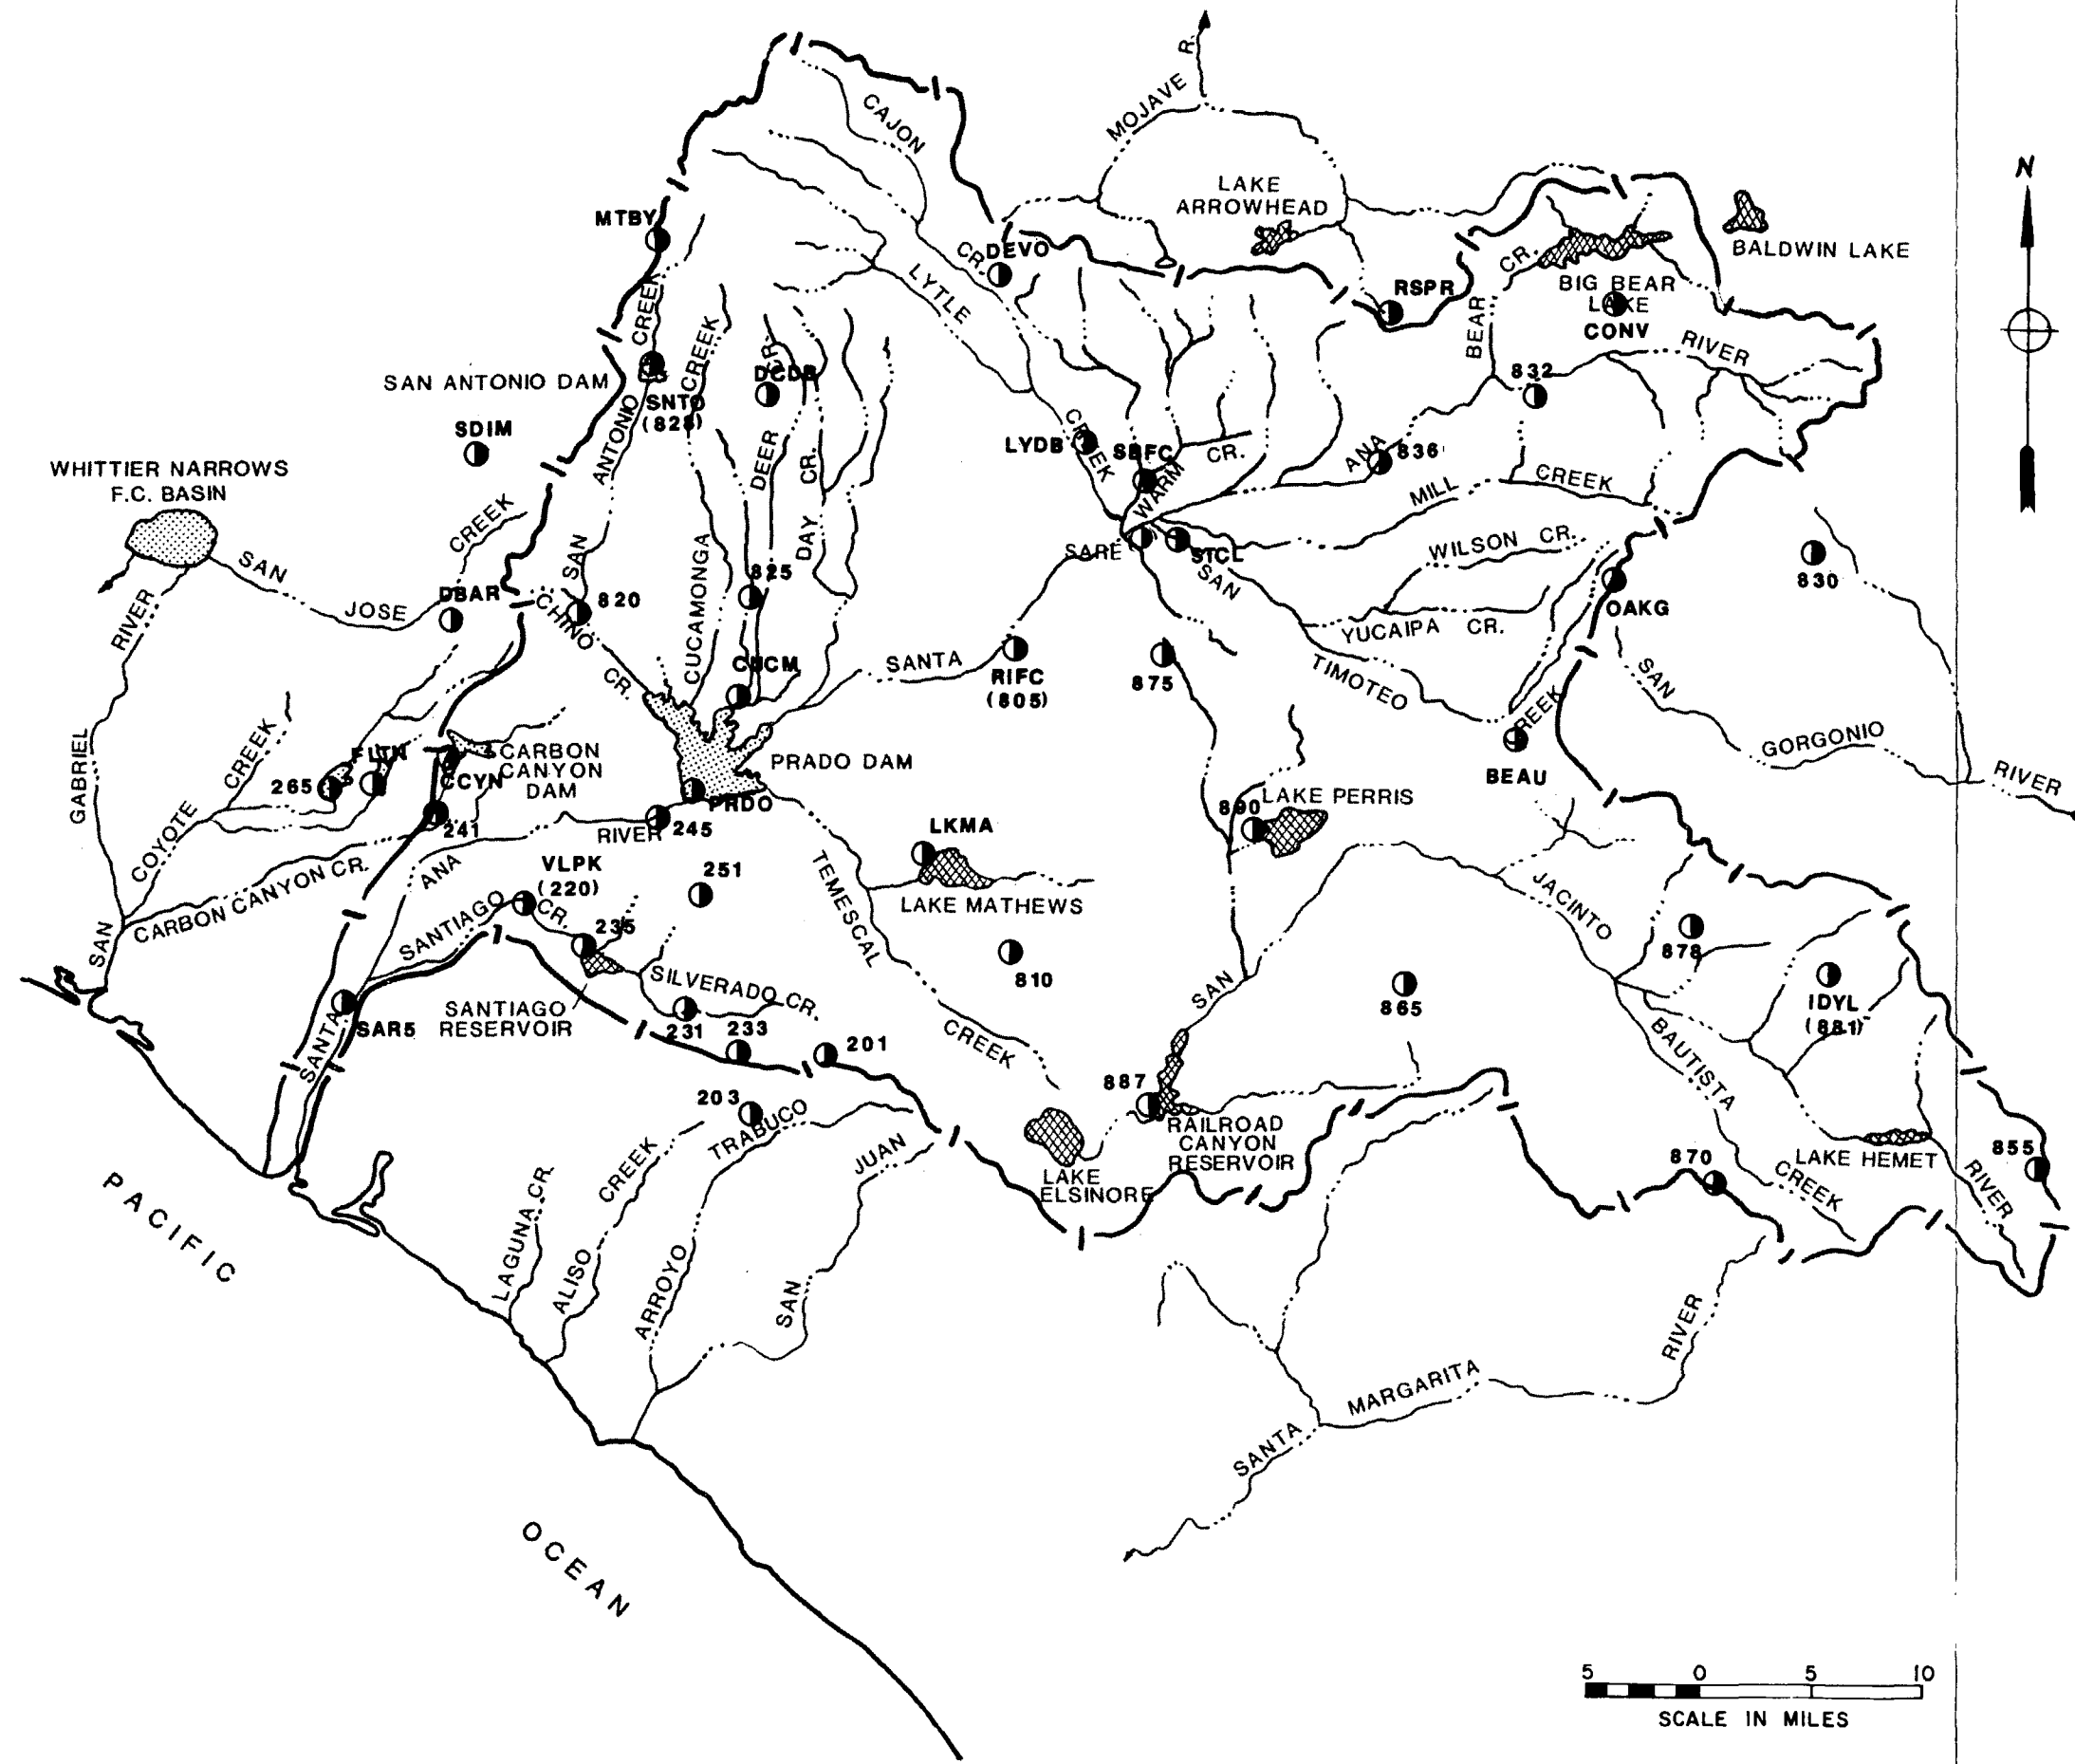 MOJAVE R.
CAJON
CR.
N
LAKE
ARROWHEAD
MTBY
DEVO
BALDWIN LAKE
BEAR
CR.
BIG BEAR
LAKE
CONV
RSPR
LYTLE
CREEK
CREEK
RIVER
SAN ANTONIO DAM
SNTO
(828)
DCDB
CR.
832
SDIM
ANTONIO
DEER
DAY CR.
LYDB
CREEK
SBFC
CR.
WARM
ANA
836
MILL
CREEK
WHITTIER NARROWS
F.C. BASIN
CREEK
SAN
SARE
STCL
SAN
WILSON CR.
830
SAN
JOSE
DBAR
CHINO
CR.
820
CUCAMONGA
825
OAKG
YUCAIPA CR.
RIVER
CUCM
SANTA
RIFC
(805)
875
TIMOTEO
SAN
GORGONIO
RIVER
GABRIEL
CREEK
FLTN
265
CCYN
CARBON
CANYON
DAM
PRADO DAM
PRDO
BEAU
COYOTE
241
RIVER
245
LKMA
890
LAKE PERRIS
CARBON CANYON CR.
ANA
VLPK
(220)
251
TEMESCAL
LAKE MATHEWS
JACINTO
SAN
SANTIAGO
CR.
235
878
SILVERADO CR.
810
SAN
865
IDYL
(881)
SANTA
SAR5
SANTIAGO
RESERVOIR
231
233
201
CREEK
BAUTISTA
203
TRABUCO
887
RAILROAD
CANYON
RESERVOIR
LAKE
ELSINORE
JUAN
870
CREEK
LAKE HEMET
855
RIVER
PACIFIC
LAGUNA CR.
ALISO
CREEK
ARROYO
SAN
RIVER
SANTA
MARGARITA
OCEAN
5 0 5 10
SCALE IN MILES